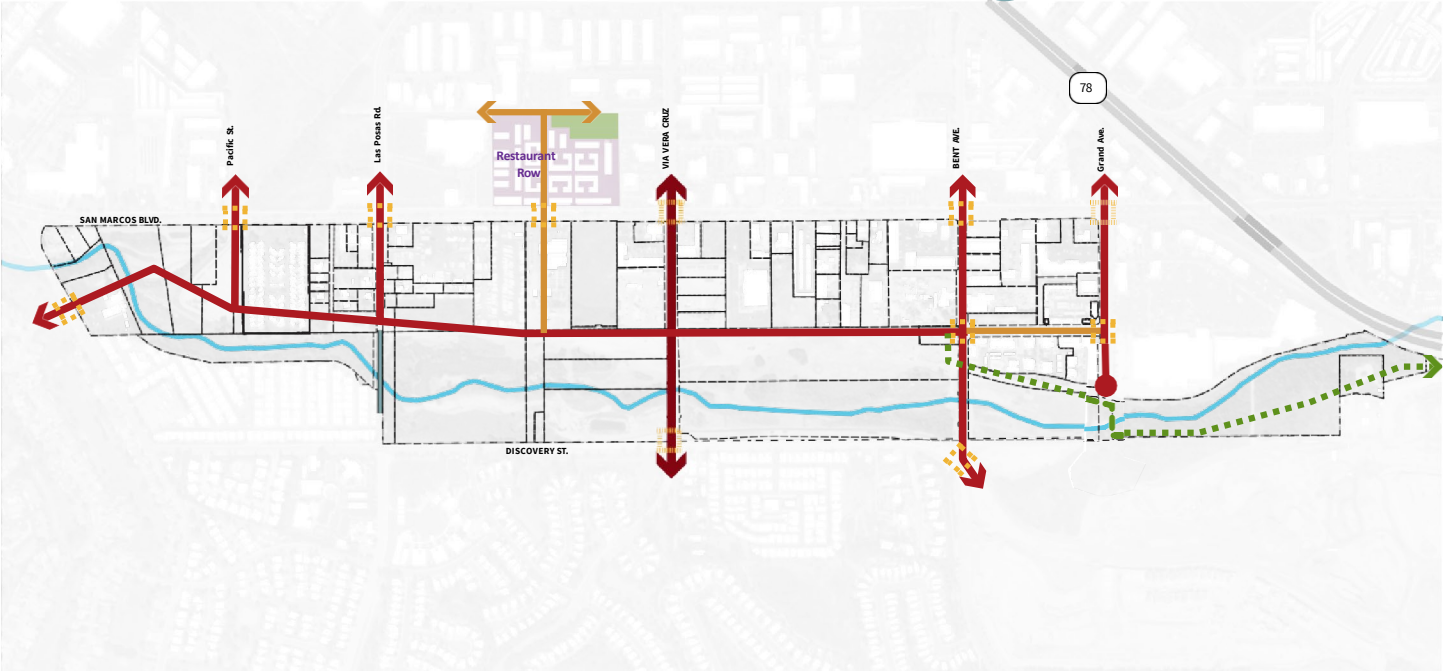 78
Pacific St.
Las Posas Rd.
VIA VERA CRUZ
BENT AVE.
Grand Ave.
Restaurant
Row
SAN MARCOS BLVD.
DISCOVERY ST.